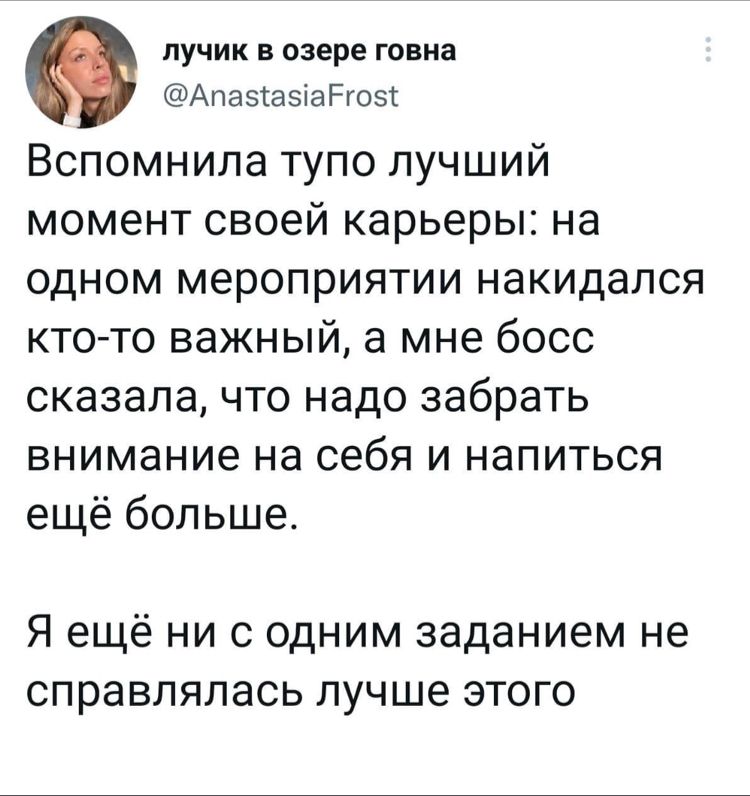 лучик в озере говна
@AnastasiaFrost
Вспомнила тупо лучший
момент своей карьеры: на
одном мероприятии накидался
кто-то важный, а мне босс
сказала, что надо забрать
внимание на себя и напиться
ещё больше.
Я ещё ни с одним заданием не
справлялась лучше этого